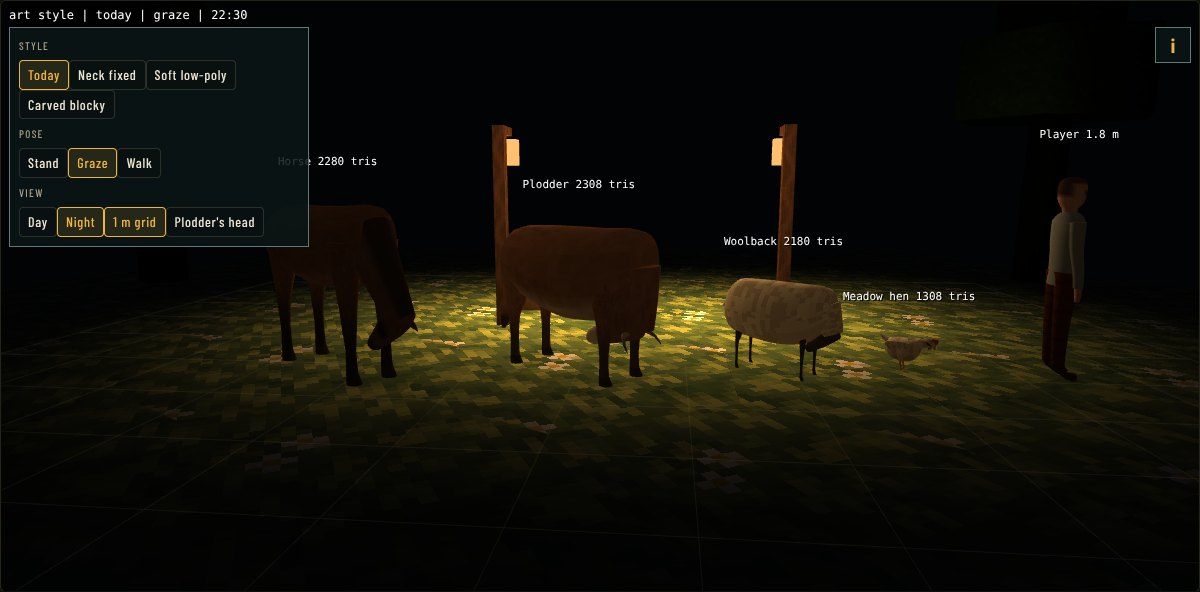 art style | today | graze | 22:30
STYLE
Today Neck fixed Soft low-poly
Carved blocky
POSE
Stand Graze Walk
VIEW
Day Night 1 m grid Plodder's head
i
Horse 2280 tris
Plodder 2308 tris
Woolback 2180 tris
Meadow hen 1308 tris
Player 1.8 m